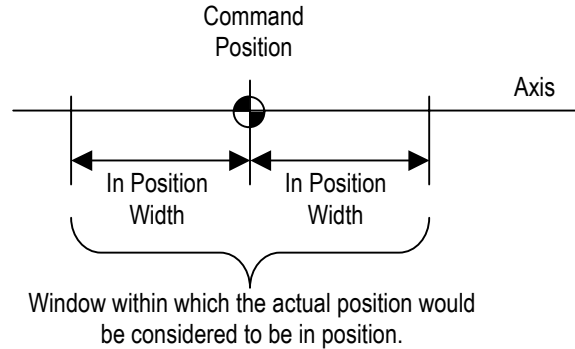 Command
Position
Axis
In Position
Width
In Position
Width
Window within which the actual position would
be considered to be in position.